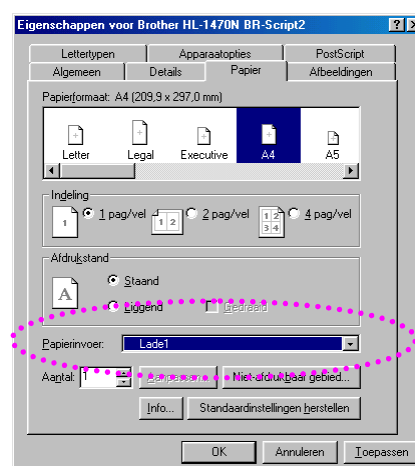 Eigenschappen voor Brother HL-1470N BR-Script2
Lettertypen Apparaatopties PostScript
Algemeen Details Papier Afbeeldingen
Papierformaat: A4 (209,9 x 297,0 mm)
Letter Legal Executive A4 A5
Indeling
1 1 pag/vel 1 2 2 pag/vel 1 2 4 pag/vel
3 4
Afdrukstand
A Staand
Liggend Gedraaid
Papierinvoer: Lade1
Aantal: 1 Aanpassen... Niet-afdrukbaar gebied...
Info... Standaardinstellingen herstellen
OK Annuleren Toepassen